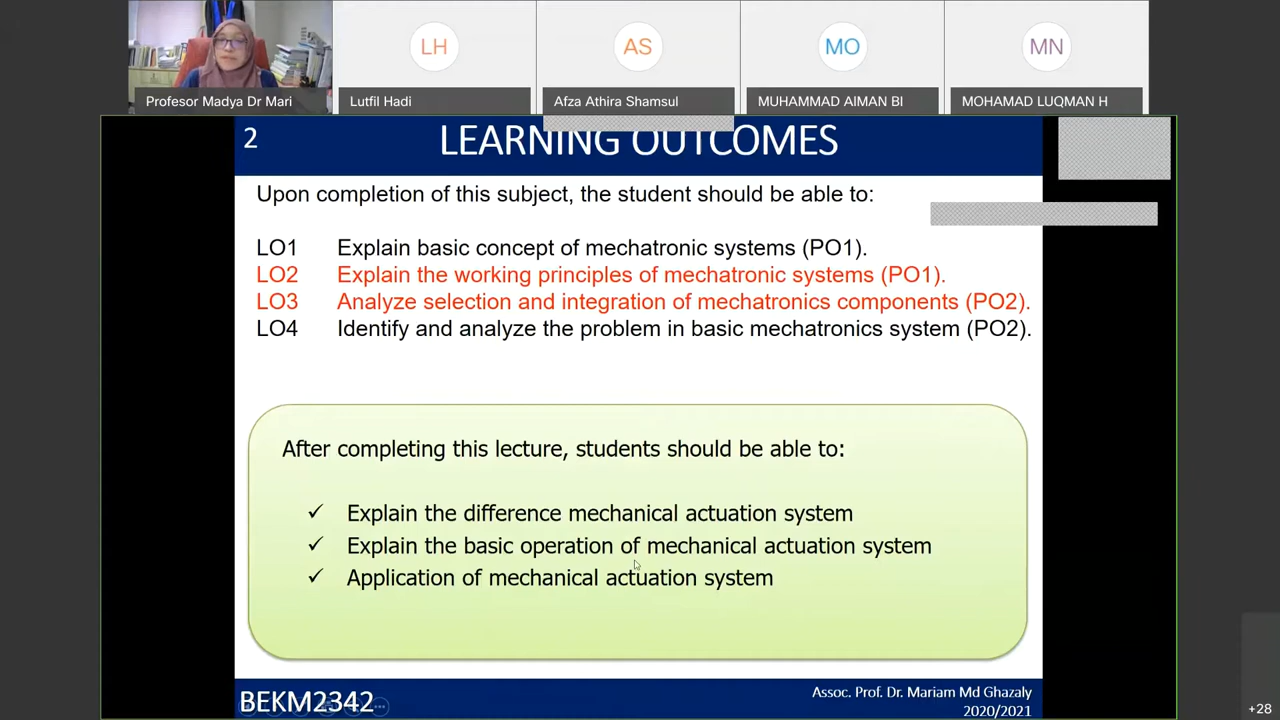 LH
AS
MO
MN
Profesor Madya Dr Mari
Lutfil Hadi
Afza Athira Shamsul
MUHAMMAD AIMAN BI
MOHAMAD LUQMAN H
2
LEARNING OUTCOMES
Upon completion of this subject, the student should be able to:
LO1 Explain basic concept of mechatronic systems (PO1).
LO2 Explain the working principles of mechatronic systems (PO1).
LO3 Analyze selection and integration of mechatronics components (PO2).
LO4 Identify and analyze the problem in basic mechatronics system (PO2).
After completing this lecture, students should be able to:
✓ Explain the difference mechanical actuation system
✓ Explain the basic operation of mechanical actuation system
✓ Application of mechanical actuation system
BEKM2342
Assoc. Prof. Dr. Mariam Md Ghazaly
2020/2021
+28